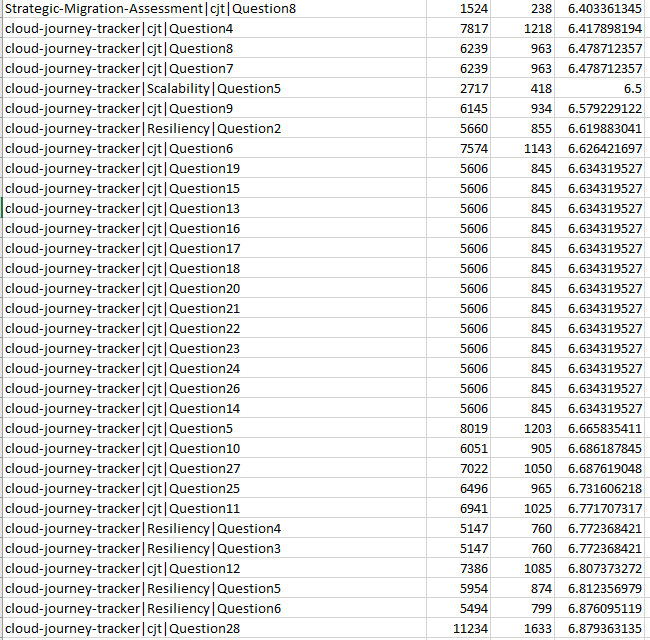 Strategic-Migration-Assessment|cjt|Question8 1524 238 6.403361345
cloud-journey-tracker|cjt|Question4 7817 1218 6.417898194
cloud-journey-tracker|cjt|Question8 6239 963 6.478712357
cloud-journey-tracker|cjt|Question7 6239 963 6.478712357
cloud-journey-tracker|Scalability|Question5 2717 418 6.5
cloud-journey-tracker|cjt|Question9 6145 934 6.579229122
cloud-journey-tracker|Resiliency|Question2 5660 855 6.619883041
cloud-journey-tracker|cjt|Question6 7574 1143 6.626421697
cloud-journey-tracker|cjt|Question19 5606 845 6.634319527
cloud-journey-tracker|cjt|Question15 5606 845 6.634319527
cloud-journey-tracker|cjt|Question13 5606 845 6.634319527
cloud-journey-tracker|cjt|Question16 5606 845 6.634319527
cloud-journey-tracker|cjt|Question17 5606 845 6.634319527
cloud-journey-tracker|cjt|Question18 5606 845 6.634319527
cloud-journey-tracker|cjt|Question20 5606 845 6.634319527
cloud-journey-tracker|cjt|Question21 5606 845 6.634319527
cloud-journey-tracker|cjt|Question22 5606 845 6.634319527
cloud-journey-tracker|cjt|Question23 5606 845 6.634319527
cloud-journey-tracker|cjt|Question24 5606 845 6.634319527
cloud-journey-tracker|cjt|Question26 5606 845 6.634319527
cloud-journey-tracker|cjt|Question14 5606 845 6.634319527
cloud-journey-tracker|cjt|Question5 8019 1203 6.665835411
cloud-journey-tracker|cjt|Question10 6051 905 6.686187845
cloud-journey-tracker|cjt|Question27 7022 1050 6.687619048
cloud-journey-tracker|cjt|Question25 6496 965 6.731606218
cloud-journey-tracker|cjt|Question11 6941 1025 6.771707317
cloud-journey-tracker|Resiliency|Question4 5147 760 6.772368421
cloud-journey-tracker|Resiliency|Question3 5147 760 6.772368421
cloud-journey-tracker|cjt|Question12 7386 1085 6.807373272
cloud-journey-tracker|Resiliency|Question5 5954 874 6.812356979
cloud-journey-tracker|Resiliency|Question6 5494 799 6.876095119
cloud-journey-tracker|cjt|Question28 11234 1633 6.879363135